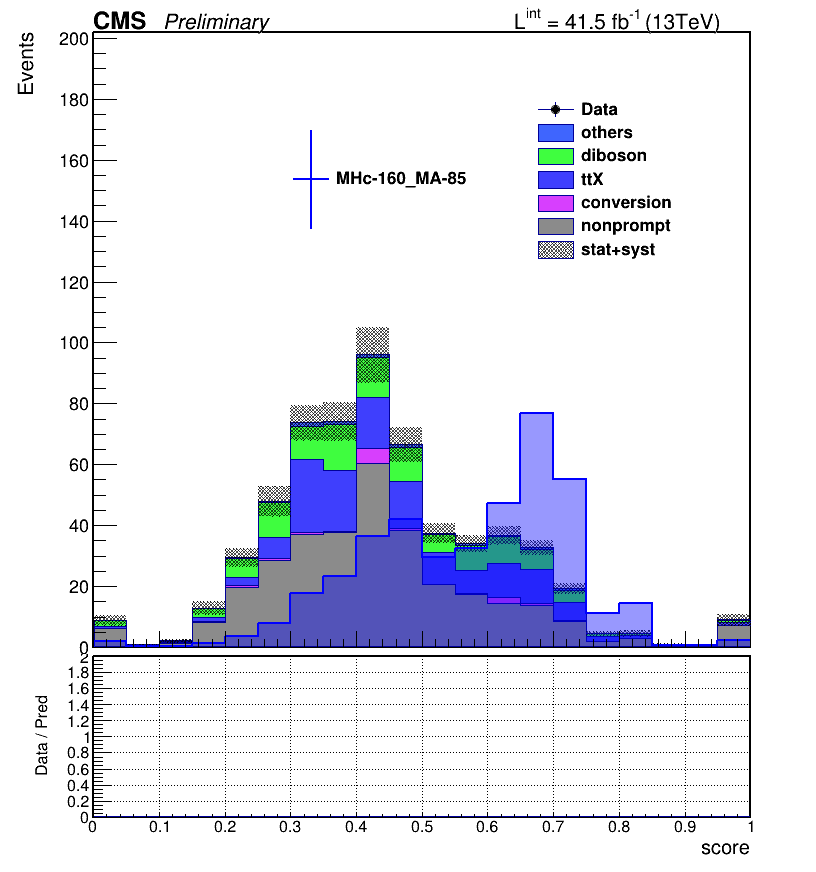 CMS Preliminary L^int = 41.5 fb^-1 (13TeV)
Events
200
180
160
140
120
100
80
60
40
20
0
Data
others
diboson
ttX
conversion
nonprompt
stat+syst
MHc-160_MA-85
Data / Pred
2
1.8
1.6
1.4
1.2
1
0.8
0.6
0.4
0.2
0
0 0.1 0.2 0.3 0.4 0.5 0.6 0.7 0.8 0.9 1
score